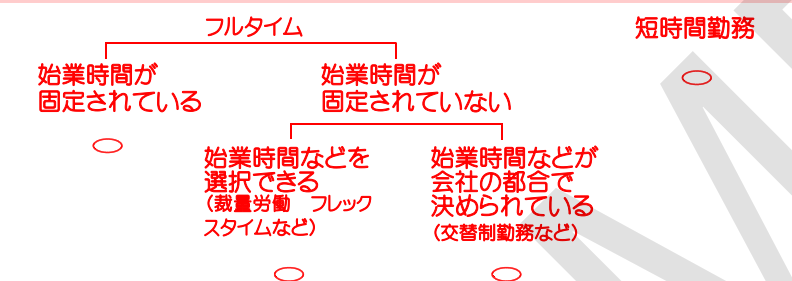 フルタイム
短時間勤務
始業時間が
固定されている
始業時間が
固定されていない
始業時間などを
選択できる
（裁量労働　フレック
スタイムなど）
始業時間などが
会社の都合で
決められている
（交替制勤務など）